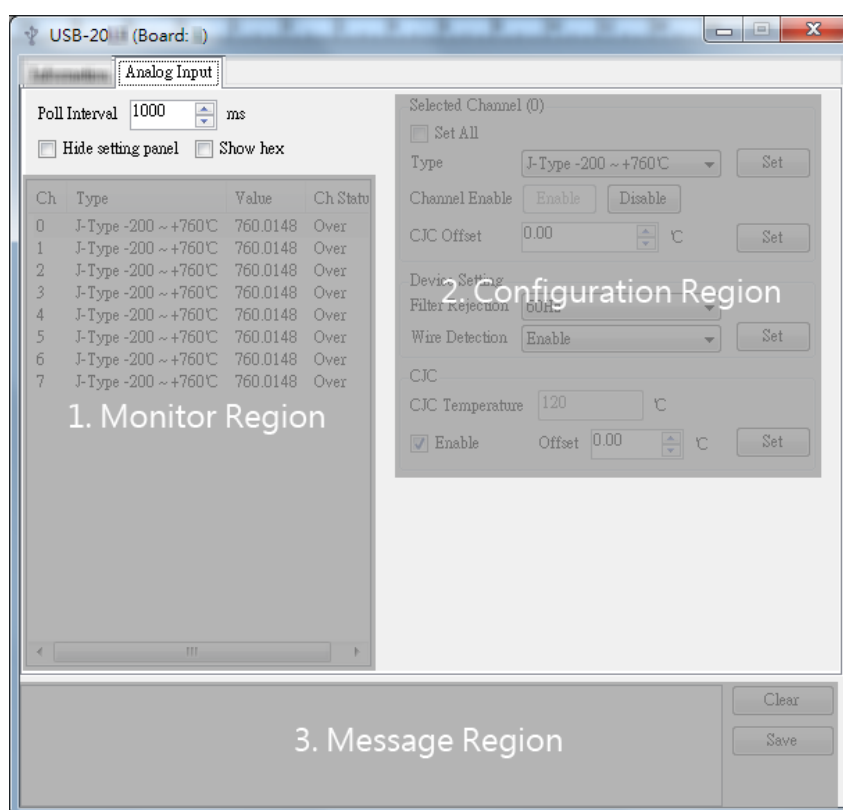 (Board: )
Analog Input
Poll Interval 1000 ms
Hide setting panel Show hex
Ch Type Value Ch Statu
0 J-Type -200 ~ +760℃ 760.0148 Over
1 J-Type -200 ~ +760℃ 760.0148 Over
2 J-Type -200 ~ +760℃ 760.0148 Over
3 J-Type -200 ~ +760℃ 760.0148 Over
4 J-Type -200 ~ +760℃ 760.0148 Over
5 J-Type -200 ~ +760℃ 760.0148 Over
6 J-Type -200 ~ +760℃ 760.0148 Over
7 J-Type -200 ~ +760℃ 760.0148 Over
1. Monitor Region
Selected Channel (0)
Set All
Type J-Type -200 ~ +760℃ Set
Channel Enable Enable Disable
CJC Offset 0.00 ℃ Set
Device Setting
2. Configuration Region
Filter Rejection 60Hz
Wire Detection Enable Set
CJC
CJC Temperature 120 ℃
Enable Offset 0.00 ℃ Set
3. Message Region
Clear
Save